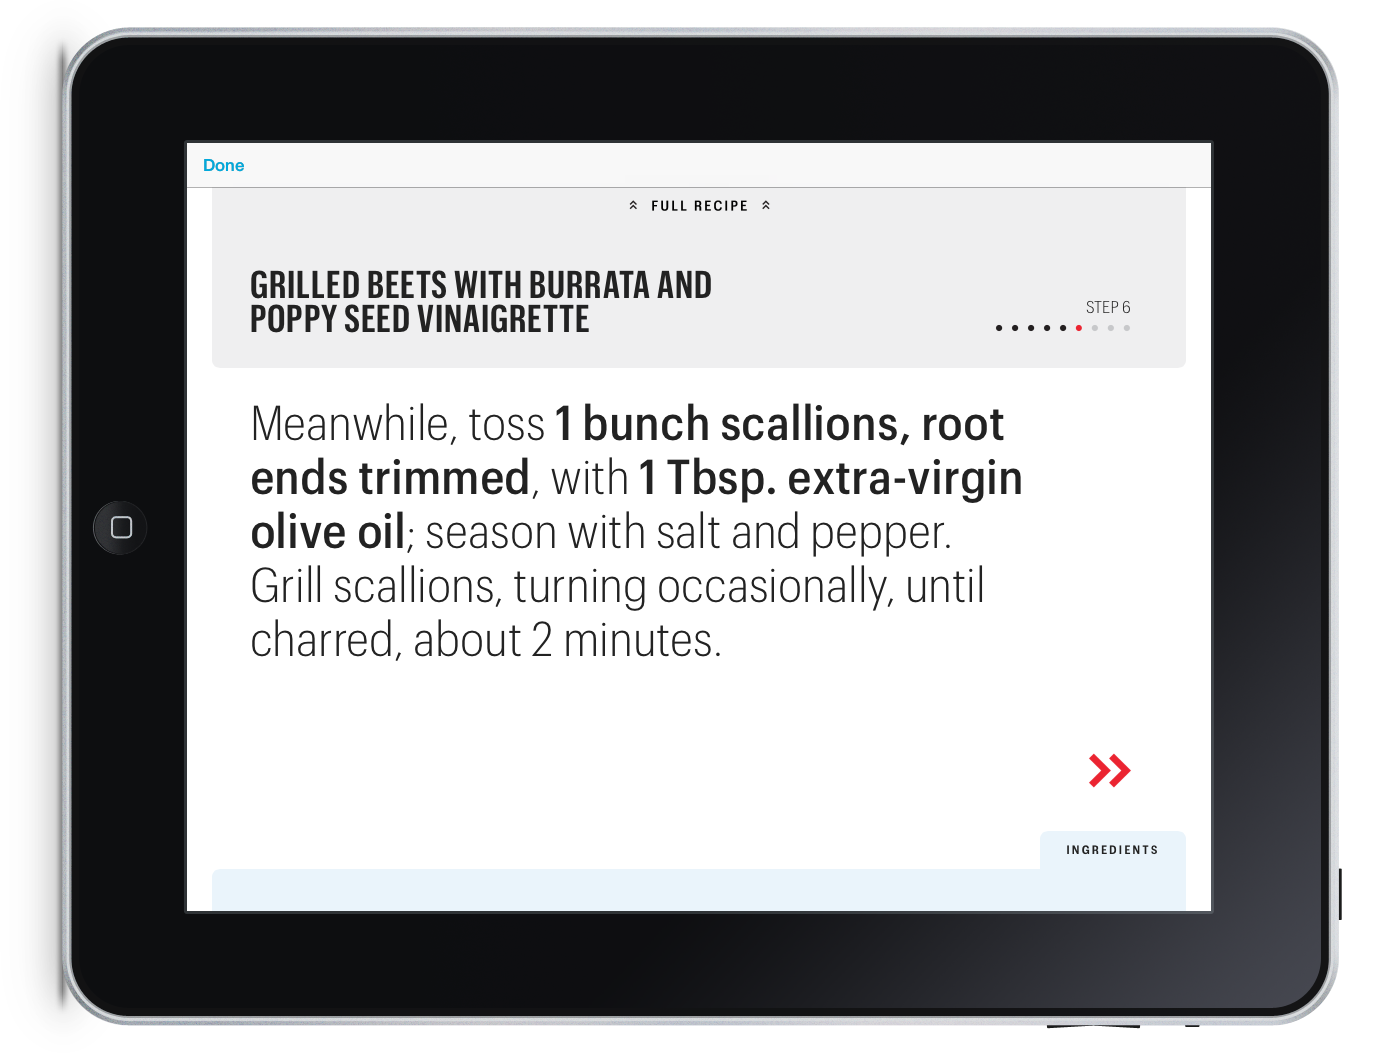 Done
FULL RECIPE
GRILLED BEETS WITH BURRATA AND
POPPY SEED VINAIGRETTE
STEP 6
Meanwhile, toss 1 bunch scallions, root
ends trimmed, with 1 Tbsp. extra-virgin
olive oil; season with salt and pepper.
Grill scallions, turning occasionally, until
charred, about 2 minutes.
INGREDIENTS